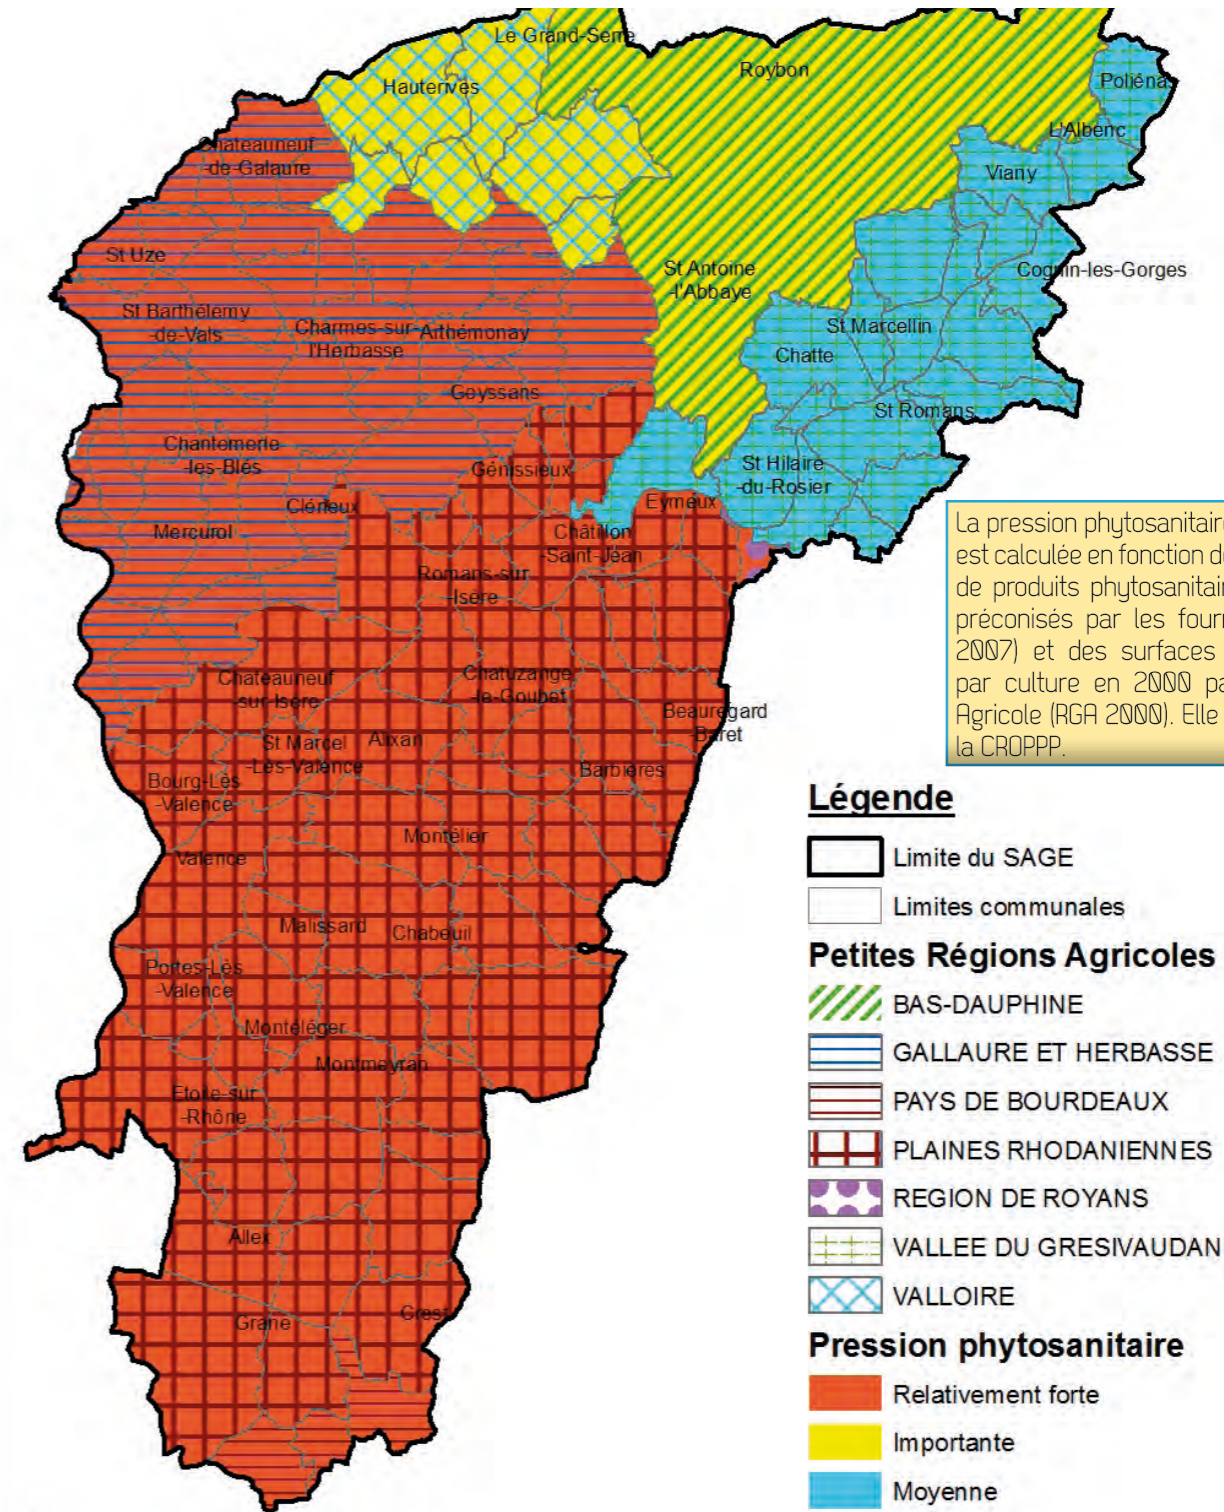 Le Grand-Serre
Roybon
Hauterives
Poliéna
L'Albenc
Chateauneuf
-de-Galaure
Viany
St Uze
St Antoine
-l'Abbaye
Cognin-les-Gorges
St Barthélemy
-de-Vals
Charmes-sur-
l'Herbasse
Arthémonay
St Marcellin
Chatte
Geyssans
St Romans
Chantemerle-
-les-Blés
Génissieux
St Hilaire
-du-Rosier
Clérieux
Eymeux
Mercurol
Châtillon
-Saint-Jean
Romans-sur-
-Isère
Chateauneuf
-sur-Isère
Chatuzange
-le-Goubet
Beauregard
-Baret
St Marcel
-Lès-Valence
Alixan
Barbières
Bourg-Lès
-Valence
Montélier
Valence
Malissard
Chabeuil
Portes-Lès
-Valence
Montéléger
Montmeyran
Etoile-sur
-Rhône
Allex
Grane
Crest
La pression phytosanitaire
est calculée en fonction de
de produits phytosanitair
préconisés par les fourn
2007) et des surfaces
par culture en 2000 pa
Agricole (RGA 2000). Elle
la CROPPP.
Légende
Limite du SAGE
Limites communales
Petites Régions Agricoles
BAS-DAUPHINE
GALLAURE ET HERBASSE
PAYS DE BOURDEAUX
PLAINES RHODANIENNES
REGION DE ROYANS
VALLEE DU GRESIVAUDAN
VALLOIRE
Pression phytosanitaire
Relativement forte
Importante
Moyenne